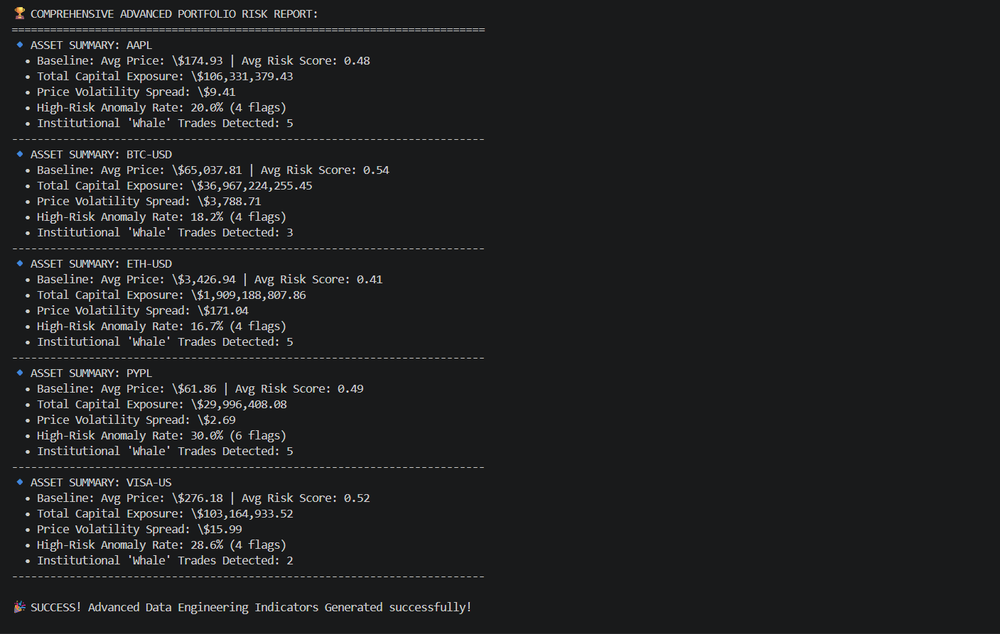 🏆 COMPREHENSIVE ADVANCED PORTFOLIO RISK REPORT:
==========================================================================
🔹 ASSET SUMMARY: AAPL
• Baseline: Avg Price: \$174.93 | Avg Risk Score: 0.48
• Total Capital Exposure: \$106,331,379.43
• Price Volatility Spread: \$9.41
• High-Risk Anomaly Rate: 20.0% (4 flags)
• Institutional 'Whale' Trades Detected: 5
--------------------------------------------------------------------------
🔹 ASSET SUMMARY: BTC-USD
• Baseline: Avg Price: \$65,037.81 | Avg Risk Score: 0.54
• Total Capital Exposure: \$36,967,224,255.45
• Price Volatility Spread: \$3,788.71
• High-Risk Anomaly Rate: 18.2% (4 flags)
• Institutional 'Whale' Trades Detected: 3
--------------------------------------------------------------------------
🔹 ASSET SUMMARY: ETH-USD
• Baseline: Avg Price: \$3,426.94 | Avg Risk Score: 0.41
• Total Capital Exposure: \$1,909,188,807.86
• Price Volatility Spread: \$171.04
• High-Risk Anomaly Rate: 16.7% (4 flags)
• Institutional 'Whale' Trades Detected: 5
--------------------------------------------------------------------------
🔹 ASSET SUMMARY: PYPL
• Baseline: Avg Price: \$61.86 | Avg Risk Score: 0.49
• Total Capital Exposure: \$29,996,408.08
• Price Volatility Spread: \$2.69
• High-Risk Anomaly Rate: 30.0% (6 flags)
• Institutional 'Whale' Trades Detected: 5
--------------------------------------------------------------------------
🔹 ASSET SUMMARY: VISA-US
• Baseline: Avg Price: \$276.18 | Avg Risk Score: 0.52
• Total Capital Exposure: \$103,164,933.52
• Price Volatility Spread: \$15.99
• High-Risk Anomaly Rate: 28.6% (4 flags)
• Institutional 'Whale' Trades Detected: 2
--------------------------------------------------------------------------
🎉 SUCCESS! Advanced Data Engineering Indicators Generated successfully!